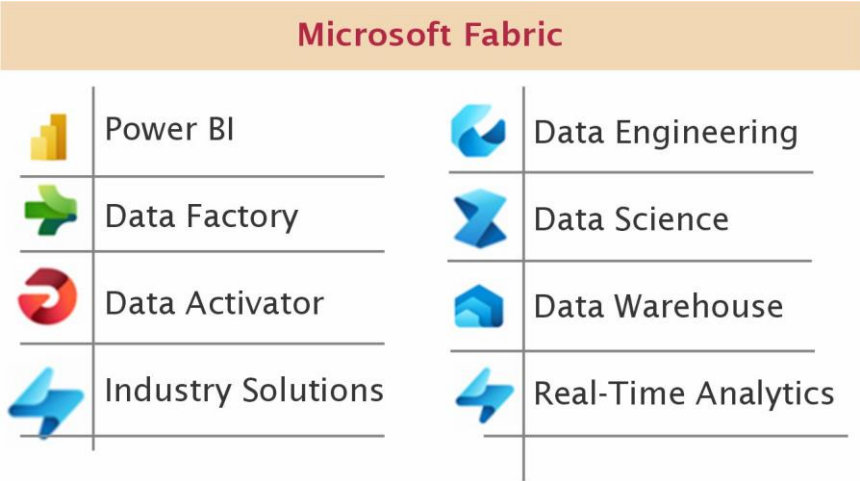 Microsoft Fabric
Power BI
Data Factory
Data Activator
Industry Solutions
Data Engineering
Data Science
Data Warehouse
Real-Time Analytics